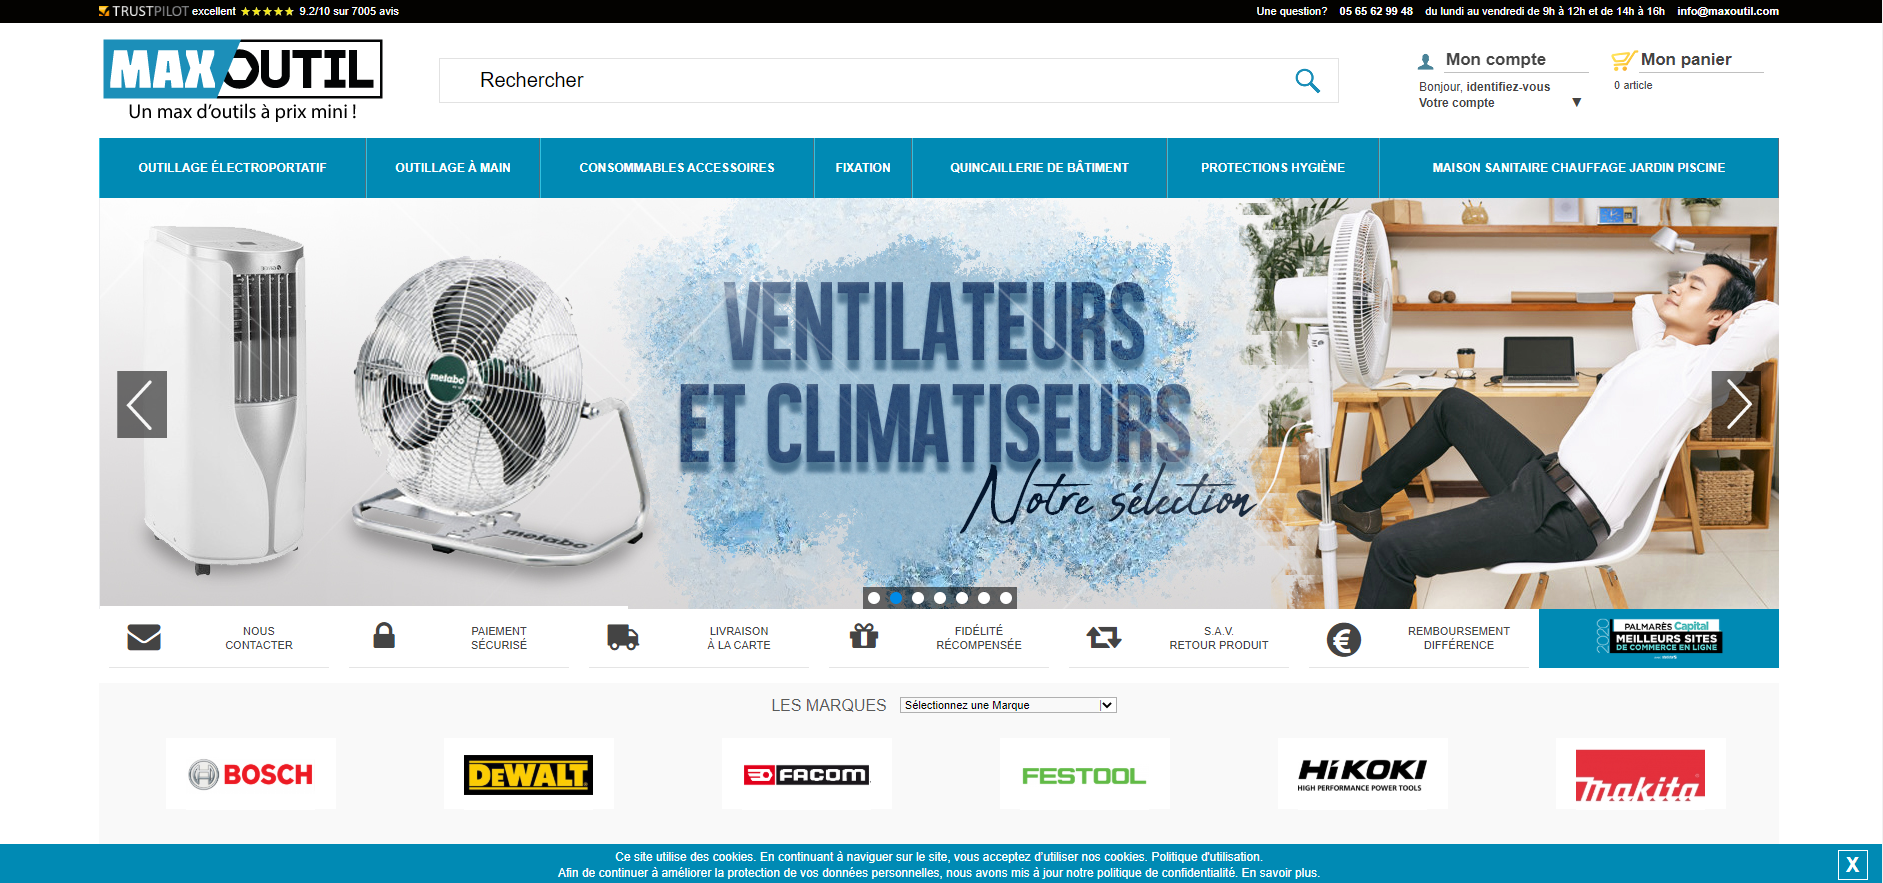 TRUSTPILOT excellent ★★★★★ 9.2/10 sur 7005 avis
Une question? 05 65 62 99 48 du lundi au vendredi de 9h à 12h et de 14h à 16h info@maxoutil.com
MAXOUTIL
Un max d'outils à prix mini !
Rechercher
Mon compte
Bonjour, identifiez-vous
Votre compte
Mon panier
0 article
OUTILLAGE ÉLECTROPORTATIF
OUTILLAGE À MAIN
CONSOMMABLES ACCESSOIRES
FIXATION
QUINCAILLERIE DE BÂTIMENT
PROTECTIONS HYGIÈNE
MAISON SANITAIRE CHAUFFAGE JARDIN PISCINE
metabo
metabo
VENTILATEURS
ET CLIMATISEURS
Notre sélection
NOUS
CONTACTER
PAIEMENT
SÉCURISÉ
LIVRAISON
À LA CARTE
FIDÉLITÉ
RÉCOMPENSÉE
S.A.V.
RETOUR PRODUIT
REMBOURSEMENT
DIFFÉRENCE
2020
PALMARÈS Capital
MEILLEURS SITES
DE COMMERCE EN LIGNE
LES MARQUES
Sélectionnez une Marque
BOSCH
DEWALT
FACOM
FESTOOL
HiKOKI
HIGH PERFORMANCE POWER TOOLS
makita
Ce site utilise des cookies. En continuant à naviguer sur le site, vous acceptez d'utiliser nos cookies. Politique d'utilisation.
Afin de continuer à améliorer la protection de vos données personnelles, nous avons mis à jour notre politique de confidentialité. En savoir plus.
X